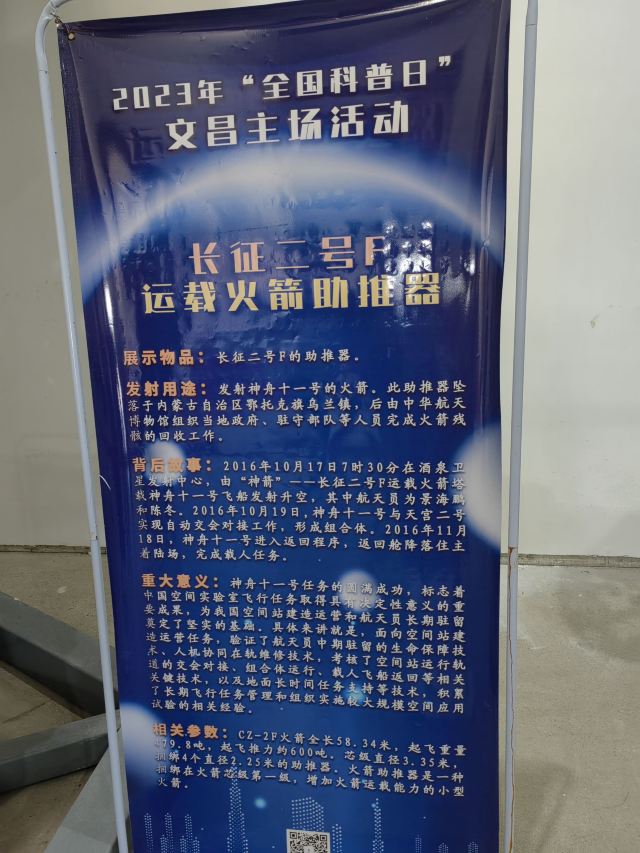 2023年“全国科普日”
文昌主场活动
长征二号F
运载火箭助推器
展示物品：长征二号F的助推器。
发射用途：发射神舟十一号的火箭。此助推器坠
落于内蒙古自治区鄂托克旗乌兰镇，后由中华航天
博物馆组织当地政府、驻守部队等人员完成火箭残
骸的回收工作。
背后故事：2016年10月17日7时30分在酒泉卫
星发射中心，由“神箭”——长征二号F运载火箭搭
载神舟十一号飞船发射升空，其中航天员为景海鹏
和陈冬。2016年10月19日，神舟十一号与天宫二号
实现自动交会对接工作，形成组合体。2016年11月
18日，神舟十一号进入返回程序，返回舱降落住主
着陆场，完成载人任务。
重大意义：神舟十一号任务的圆满成功，标志着
中国空间实验室飞行任务取得具有决定性意义的重
要成果，为我国空间站建造运营和航天员长期驻留
奠定了坚实的基础。具体来讲就是，面向空间站建
造运营任务，验证了航天员中期驻留的生命保障技
术、人机协同在轨维修技术，考核了空间站运行轨
道的交会对接、组合体运行、载人飞船返回等相关
关键技术，以及地面长时间任务支持等技术，积累
了长期飞行任务管理和组织实施较大规模空间应用
试验的相关经验。
相关参数：CZ-2F火箭全长58.34米，起飞重量
479.8吨，起飞推力约600吨。芯级直径3.35米，
捆绑4个直径2.25米的助推器。火箭助推器是一种
捆绑在火箭芯级第一级，增加火箭运载能力的小型
火箭。